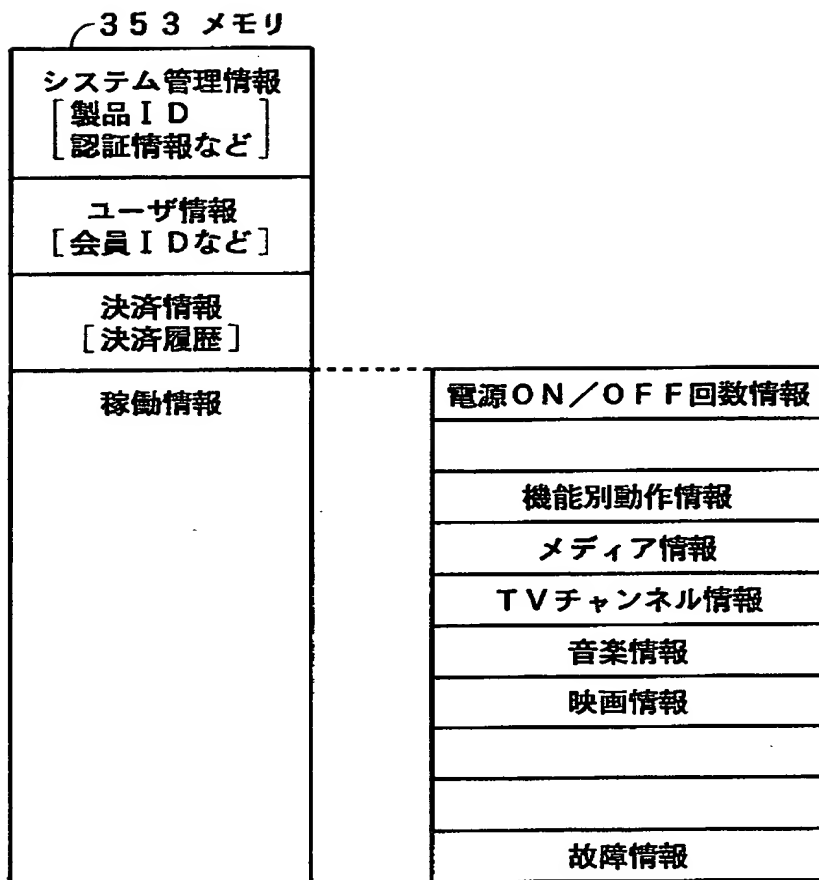 353 メモリ
システム管理情報
[製品ID
認証情報など]
ユーザ情報
[会員IDなど]
決済情報
[決済履歴]
稼働情報
電源ON/OFF回数情報
機能別動作情報
メディア情報
TVチャンネル情報
音楽情報
映画情報
故障情報